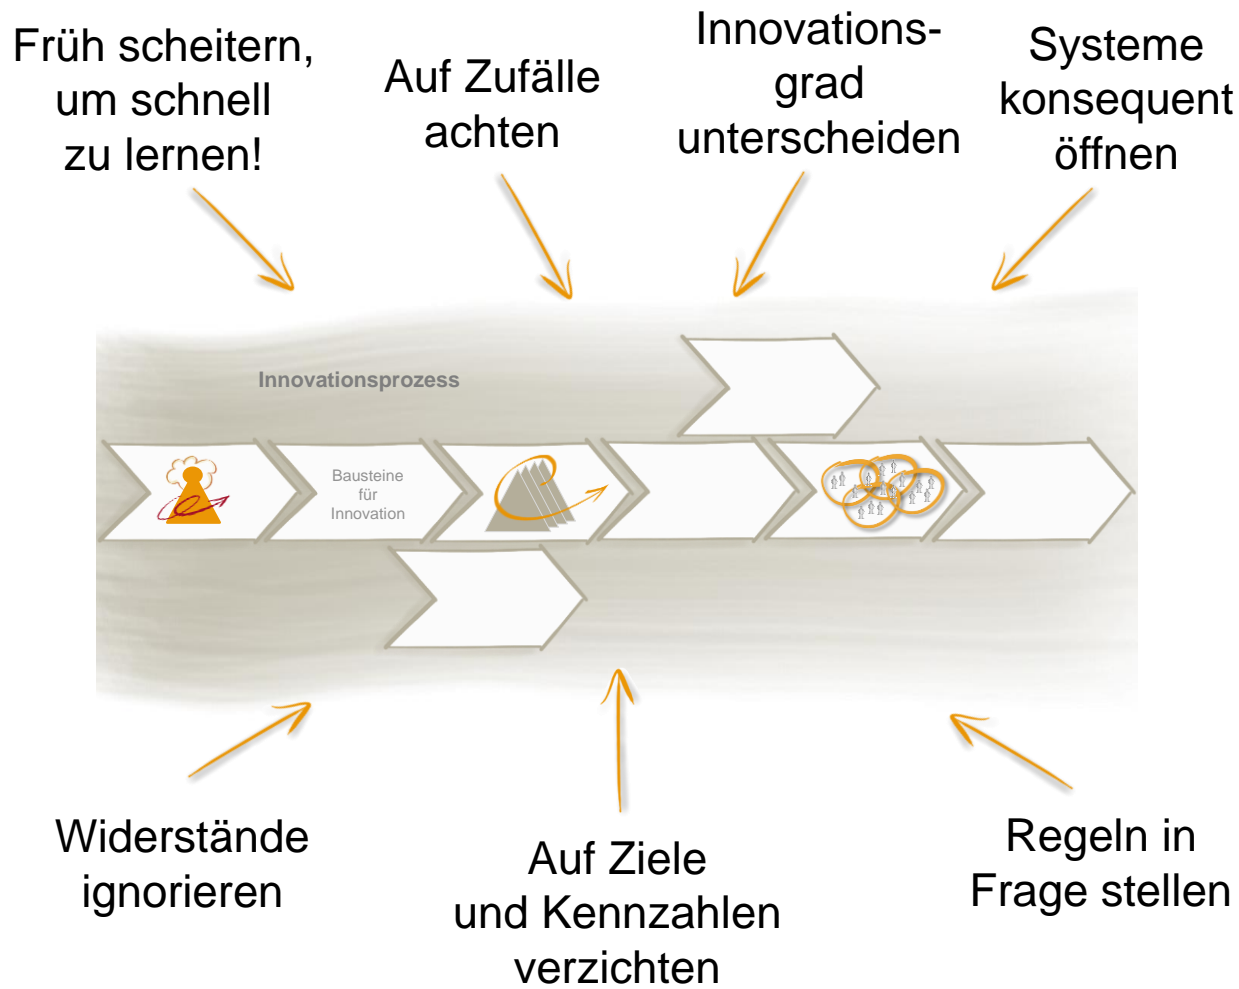 Früh scheitern,
um schnell
zu lernen!
Auf Zufälle
achten
Innovations-
grad
unterscheiden
Systeme
konsequent
öffnen
Innovationsprozess
Bausteine
für
Innovation
Widerstände
ignorieren
Auf Ziele
und Kennzahlen
verzichten
Regeln in
Frage stellen